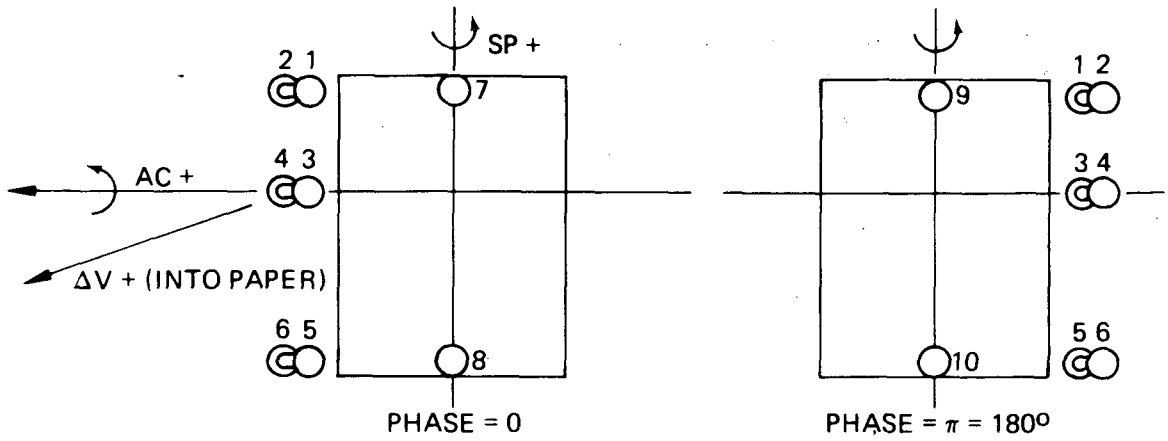 SP +
2 1
7
4 3
AC +
ΔV + (INTO PAPER)
6 5
8
PHASE = 0
1 2
9
3 4
5 6
10
PHASE = π = 180º